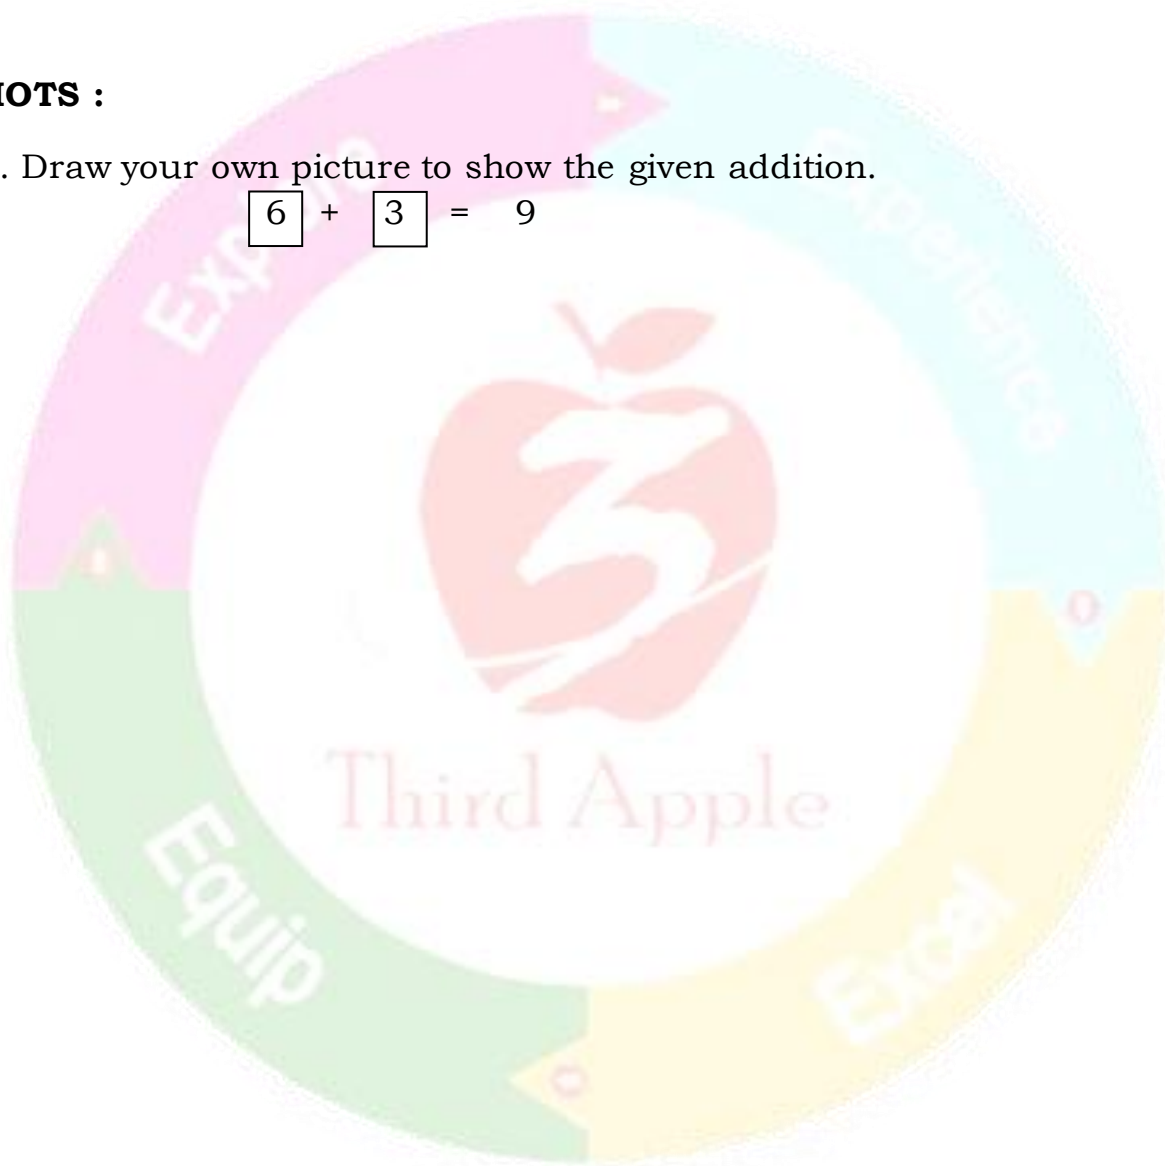 IOTS :
. Draw your own picture to show the given addition.
6 + 3 = 9
Explore
Experience
3
Third Apple
Equip
Excel